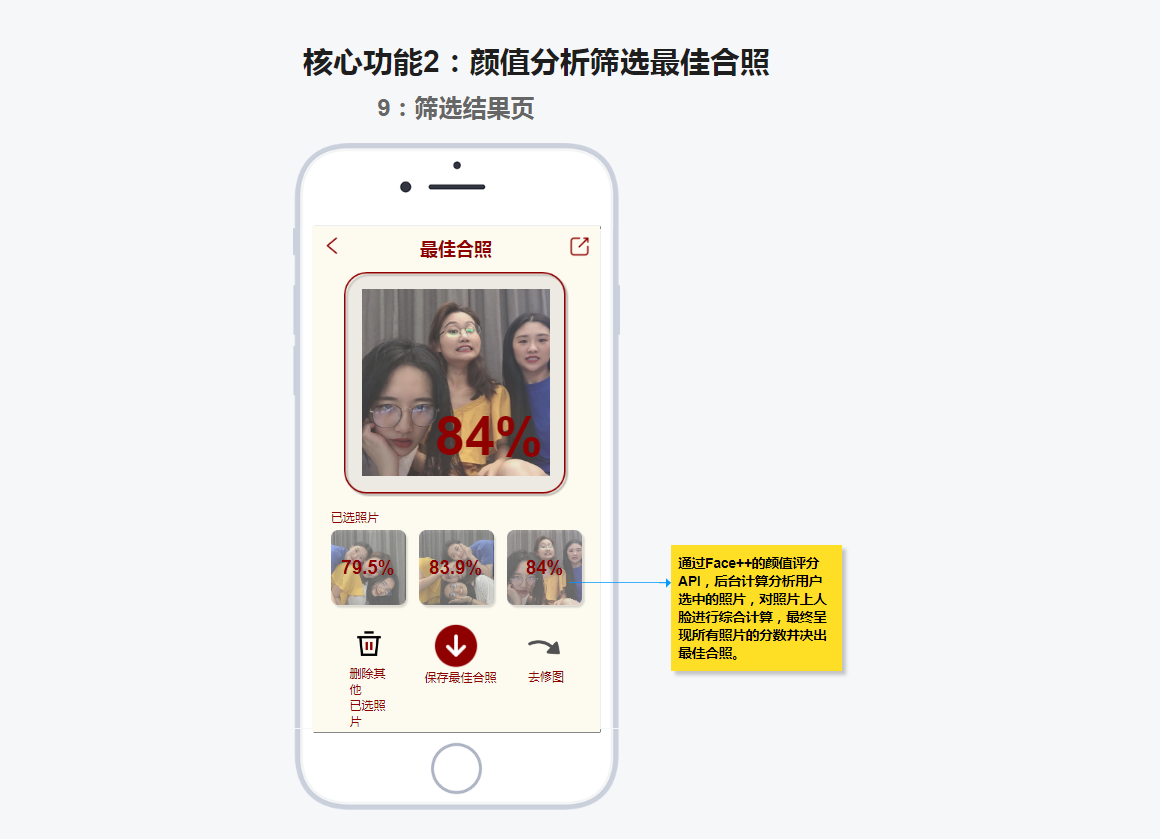 核心功能2：颜值分析筛选最佳合照
9：筛选结果页
最佳合照
84%
已选照片
79.5%
83.9%
84%
通过Face++的颜值评分
API，后台计算分析用户
选中的照片，对照片上人
脸进行综合计算，最终呈
现所有照片的分数并决出
最佳合照。
删除其
他
已选照
片
保存最佳合照
去修图